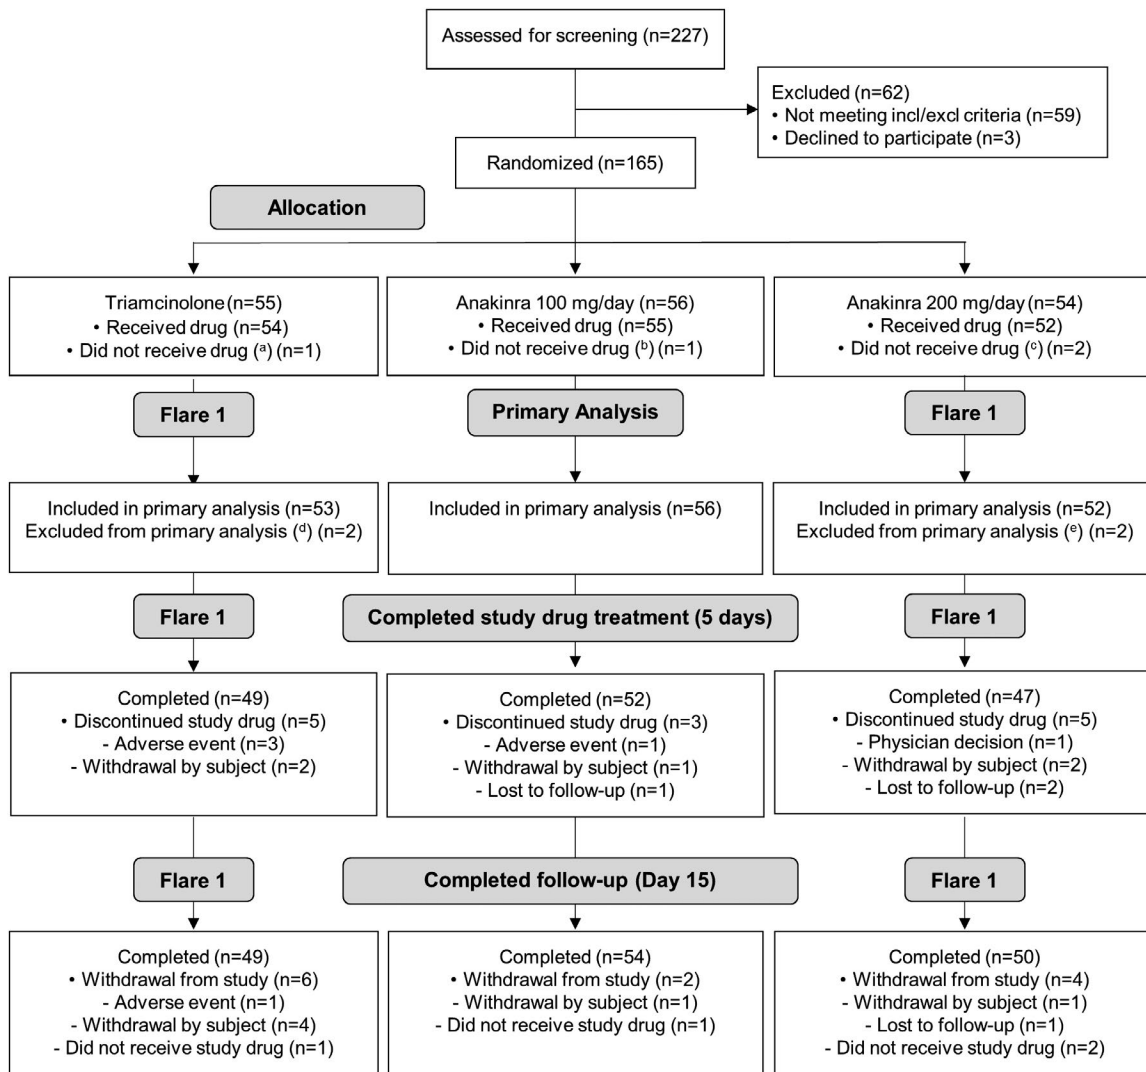 Assessed for screening (n=227)
Excluded (n=62)
• Not meeting incl/excl criteria (n=59)
• Declined to participate (n=3)
Randomized (n=165)
Allocation
Triamcinolone (n=55)
• Received drug (n=54)
• Did not receive drug (ᵃ) (n=1)
Anakinra 100 mg/day (n=56)
• Received drug (n=55)
• Did not receive drug (ᵇ) (n=1)
Anakinra 200 mg/day (n=54)
• Received drug (n=52)
• Did not receive drug (ᶜ) (n=2)
Flare 1
Primary Analysis
Flare 1
Included in primary analysis (n=53)
Excluded from primary analysis (ᵈ) (n=2)
Included in primary analysis (n=56)
Included in primary analysis (n=52)
Excluded from primary analysis (ᵉ) (n=2)
Flare 1
Completed study drug treatment (5 days)
Flare 1
Completed (n=49)
• Discontinued study drug (n=5)
- Adverse event (n=3)
- Withdrawal by subject (n=2)
Completed (n=52)
• Discontinued study drug (n=3)
- Adverse event (n=1)
- Withdrawal by subject (n=1)
- Lost to follow-up (n=1)
Completed (n=47)
• Discontinued study drug (n=5)
- Physician decision (n=1)
- Withdrawal by subject (n=2)
- Lost to follow-up (n=2)
Flare 1
Completed follow-up (Day 15)
Flare 1
Completed (n=49)
• Withdrawal from study (n=6)
- Adverse event (n=1)
- Withdrawal by subject (n=4)
- Did not receive study drug (n=1)
Completed (n=54)
• Withdrawal from study (n=2)
- Withdrawal by subject (n=1)
- Did not receive study drug (n=1)
Completed (n=50)
• Withdrawal from study (n=4)
- Withdrawal by subject (n=1)
- Lost to follow-up (n=1)
- Did not receive study drug (n=2)